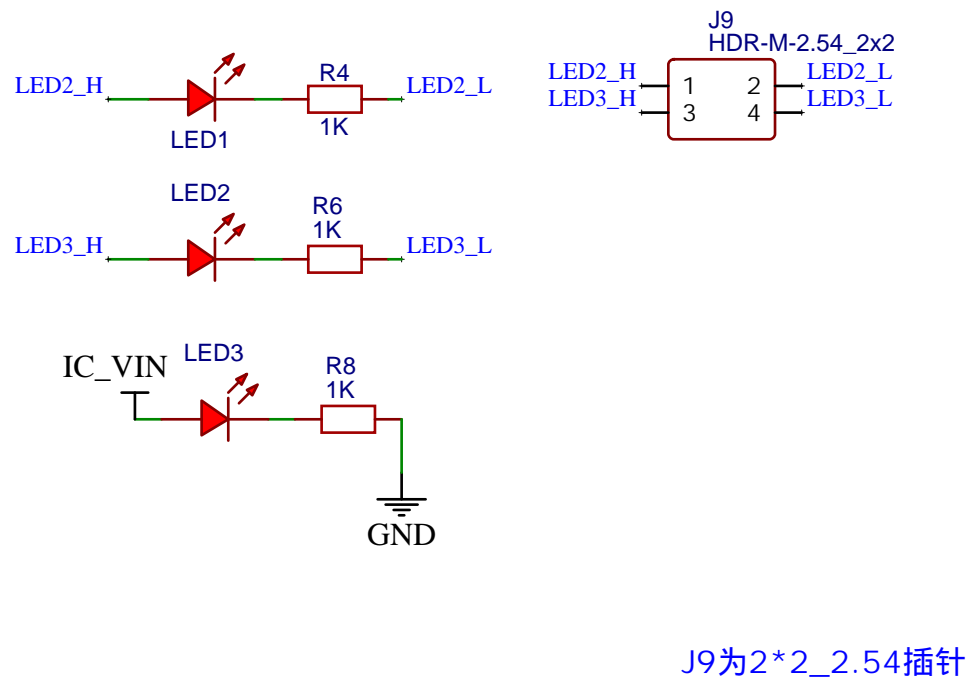 J9
HDR-M-2.54_2x2
LED2_H
R4
LED2_L
1K
LED1
LED2_H
1
2
LED2_L
LED3_H
3
4
LED3_L
LED2
R6
1K
LED3_H
LED3_L
IC_VIN
LED3
R8
1K
GND
J9为2*2_2.54插针